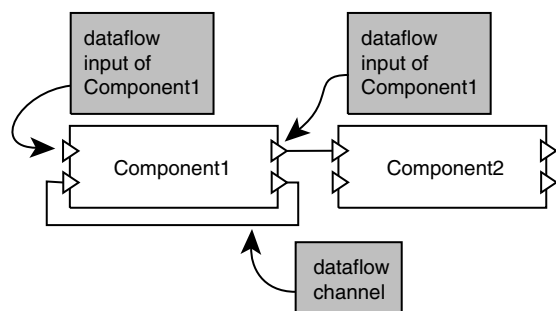 dataflow
input of
Component1
dataflow
input of
Component1
Component1
Component2
dataflow
channel